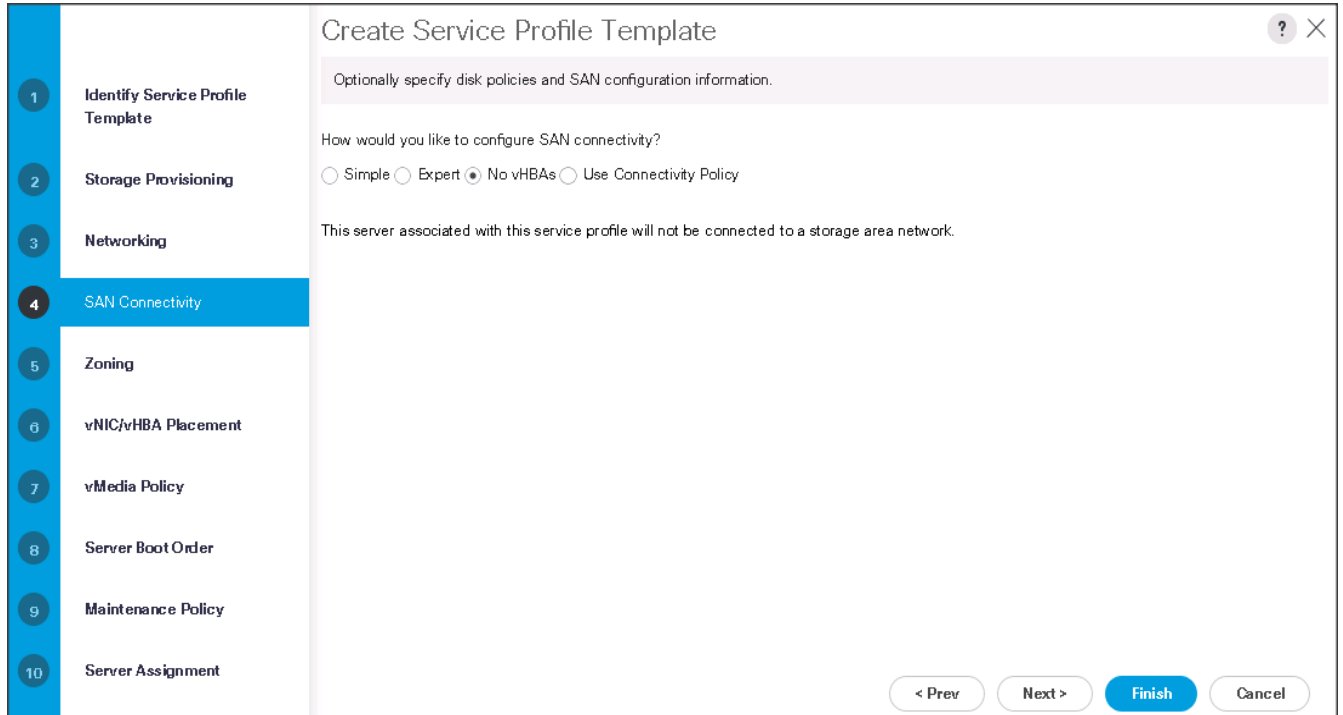 Create Service Profile Template
? ×
Optionally specify disk policies and SAN configuration information.
1 Identify Service Profile
Template
2 Storage Provisioning
3 Networking
4 SAN Connectivity
5 Zoning
6 vNIC/vHBA Placement
7 vMedia Policy
8 Server Boot Order
9 Maintenance Policy
10 Server Assignment
How would you like to configure SAN connectivity?
Simple Expert No vHBAs Use Connectivity Policy
This server associated with this service profile will not be connected to a storage area network.
< Prev Next > Finish Cancel